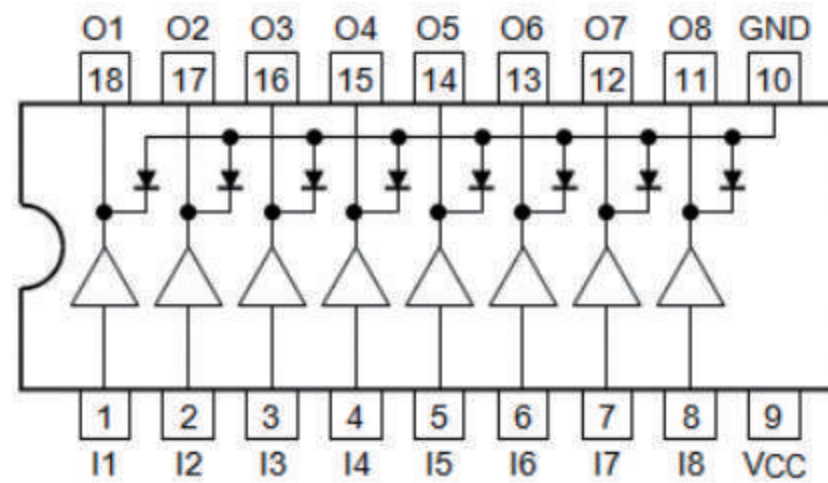 O1 O2 O3 O4 O5 O6 O7 O8 GND
18 17 16 15 14 13 12 11 10
1 2 3 4 5 6 7 8 9
I1 I2 I3 I4 I5 I6 I7 I8 VCC